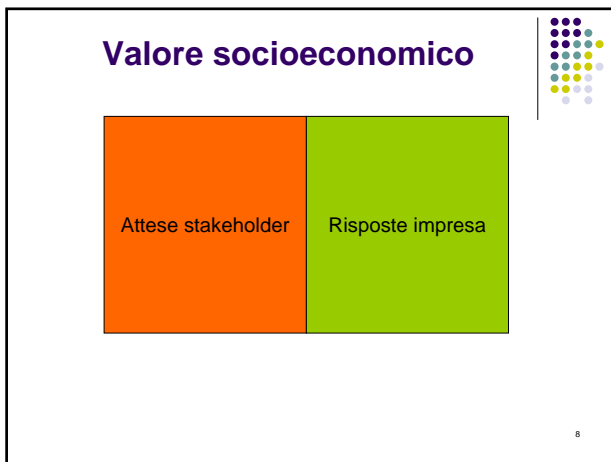 Valore socioeconomico
Attese stakeholder
Risposte impresa
8